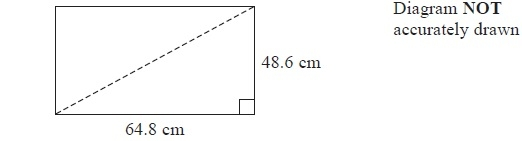 Diagram NOT
accurately drawn
48.6 cm
64.8 cm